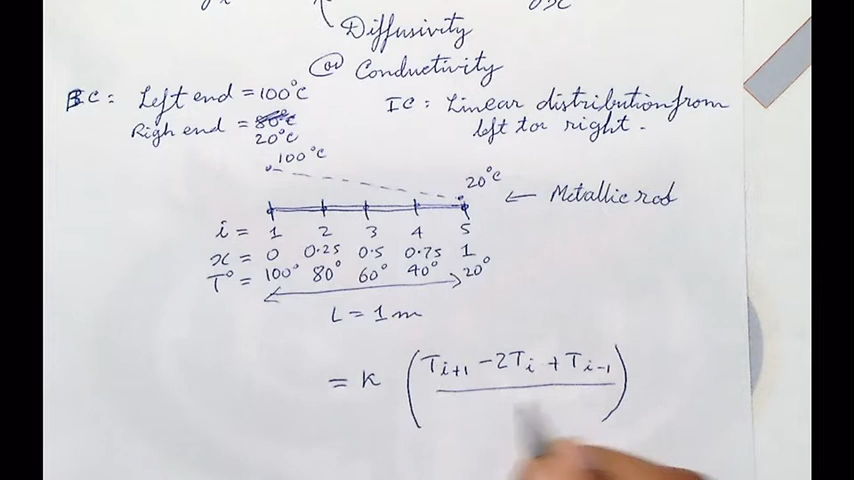 Diffusivity
(or) Conductivity
BC: Left end = 100°C
Righ end = 80°C
20°C
IC: Linear distribution from
left to right.
100°C
20°C
← Metallic rod
i = 1 2 3 4 5
x = 0 0.25 0.5 0.75 1
T° = 100° 80° 60° 40° 20°
L = 1m
= K (Ti+1 - 2Ti + Ti-1)